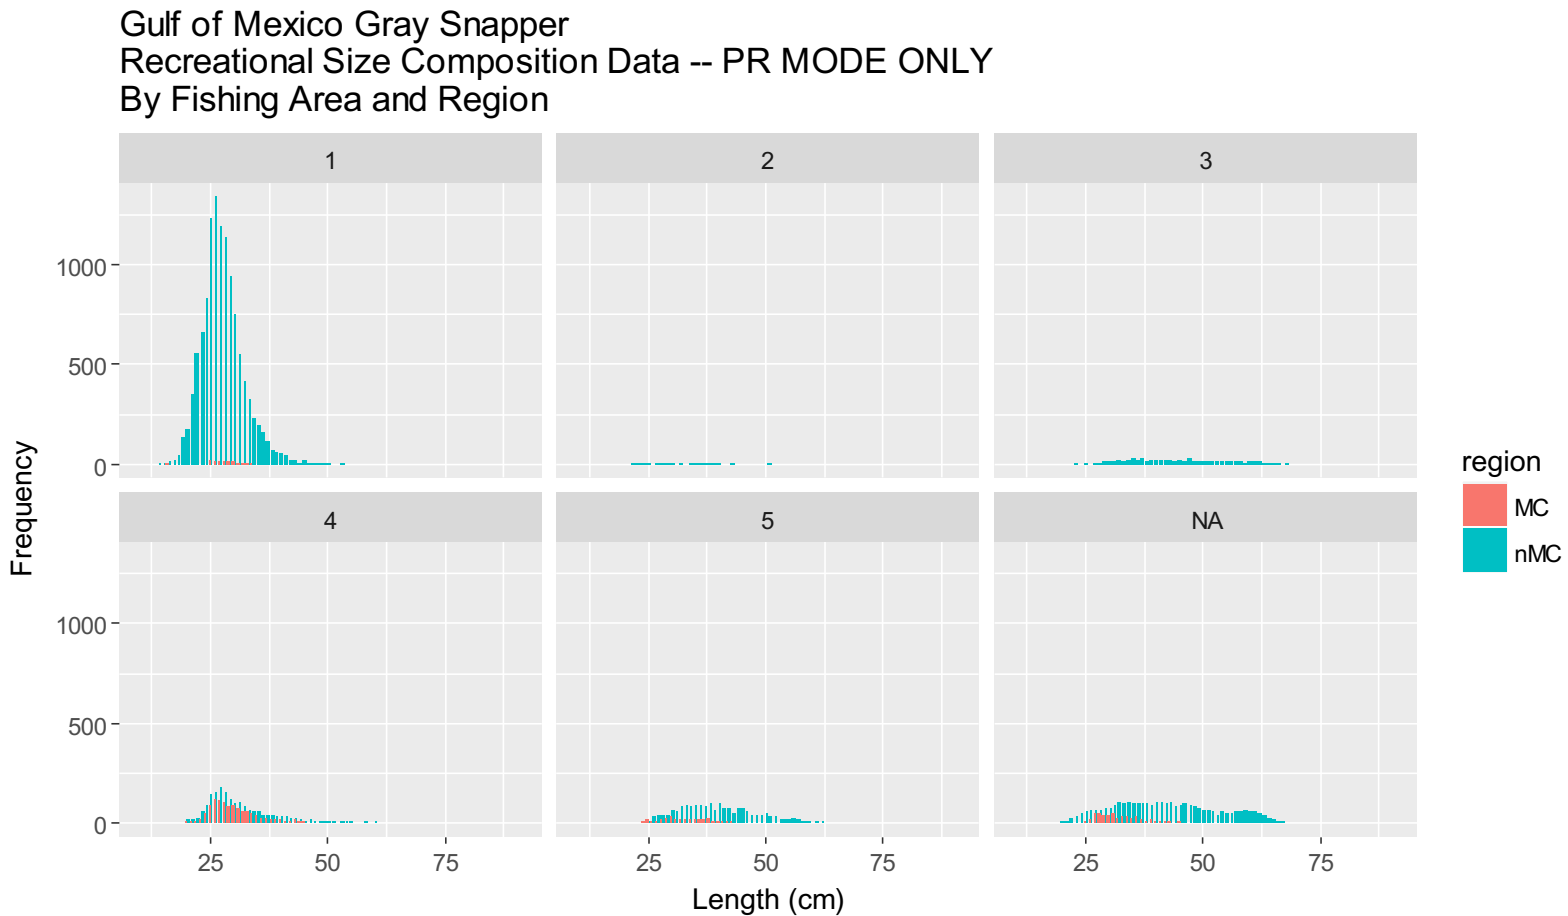 Gulf of Mexico Gray Snapper
Recreational Size Composition Data -- PR MODE ONLY
By Fishing Area and Region
1
2
3
1000
500
0
4
5
NA
1000
500
0
25
50
75
25
50
75
25
50
75
Length (cm)
Frequency
region
MC
nMC